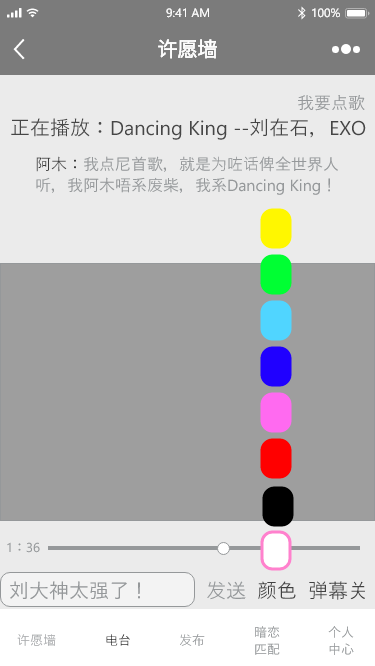 9:41 AM
100%
许愿墙
我要点歌
正在播放：Dancing King --刘在石，EXO
阿木：我点尼首歌，就是为咗话俾全世界人
听，我阿木唔系废柴，我系Dancing King！
1：36
刘大神太强了！
发送
颜色
弹幕关
许愿墙
电台
发布
暗恋
匹配
个人
中心